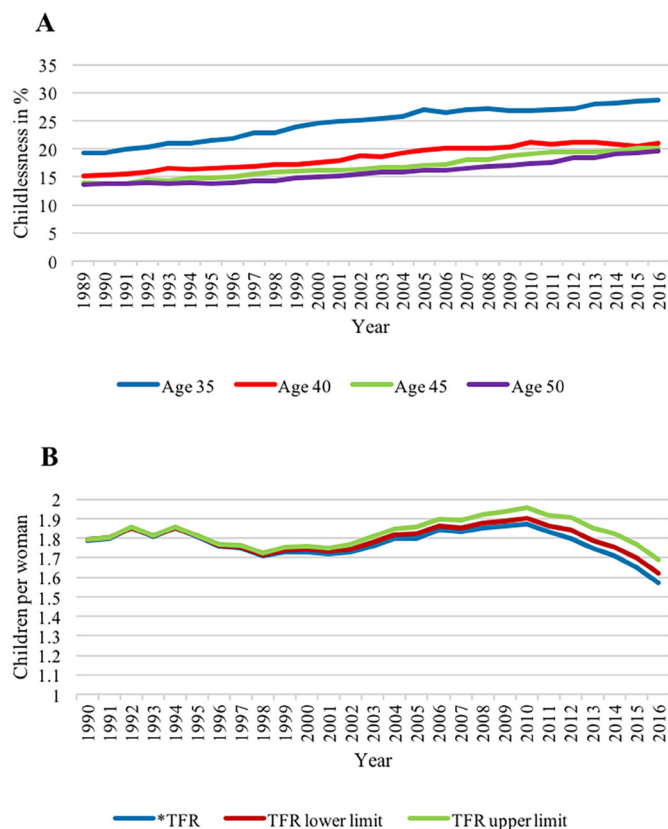 A
Childlessness in %
35
30
25
20
15
10
5
0
1989 1990 1991 1992 1993 1994 1995 1996 1997 1998 1999 2000 2001 2002 2003 2004 2005 2006 2007 2008 2009 2010 2011 2012 2013 2014 2015 2016
Year
Age 35 Age 40 Age 45 Age 50
B
Children per woman
2
1.9
1.8
1.7
1.6
1.5
1.4
1.3
1.2
1.1
1
1990 1991 1992 1993 1994 1995 1996 1997 1998 1999 2000 2001 2002 2003 2004 2005 2006 2007 2008 2009 2010 2011 2012 2013 2014 2015 2016
Year
*TFR TFR lower limit TFR upper limit